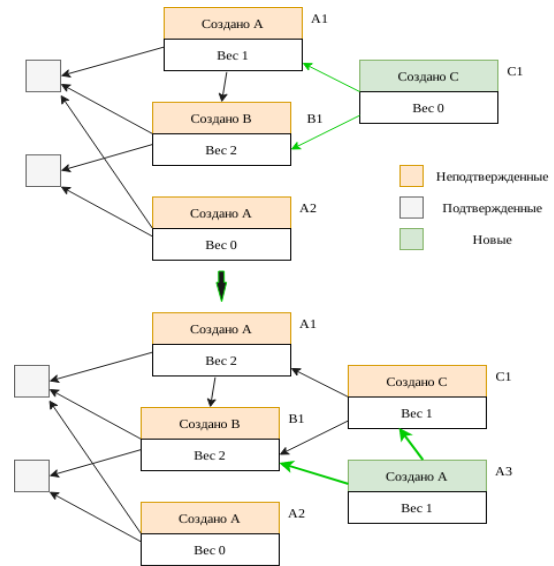 Создано A
A1
Вес 1
Создано C
C1
Вес 0
Создано B
B1
Вес 2
Неподтвержденные
Создано A
A2
Подтвержденные
Вес 0
Новые
Создано A
A1
Вес 2
Создано C
C1
Вес 1
Создано B
B1
Вес 2
Создано A
A3
Вес 1
Создано A
A2
Вес 0